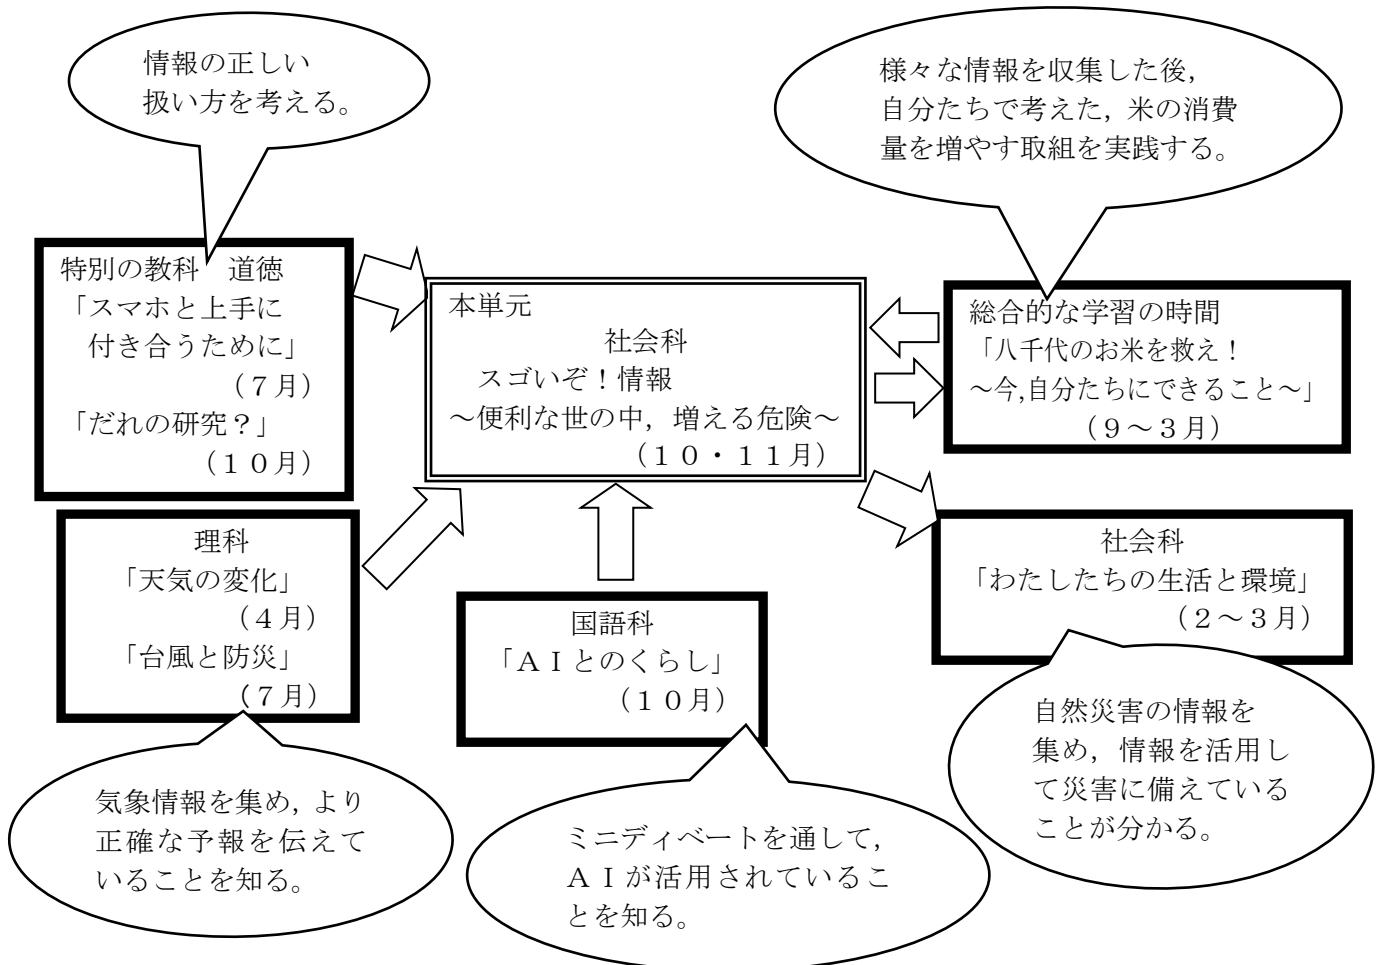 情報の正しい
扱い方を考える。
様々な情報を収集した後，
自分たちで考えた，米の消費
量を増やす取組を実践する。
特別の教科　道徳
「スマホと上手に
付き合うために」
（７月）
「だれの研究？」
（１０月）
本単元
社会科
スゴいぞ！情報
～便利な世の中，増える危険～
（１０・１１月）
総合的な学習の時間
「八千代のお米を救え！
～今,自分たちにできること～」
（９～３月）
理科
「天気の変化」
（４月）
「台風と防災」
（７月）
国語科
「ＡＩとのくらし」
（１０月）
社会科
「わたしたちの生活と環境」
（２～３月）
気象情報を集め，より
正確な予報を伝えて
いることを知る。
ミニディベートを通して，
ＡＩが活用されているこ
とを知る。
自然災害の情報を
集め，情報を活用し
て災害に備えている
ことが分かる。